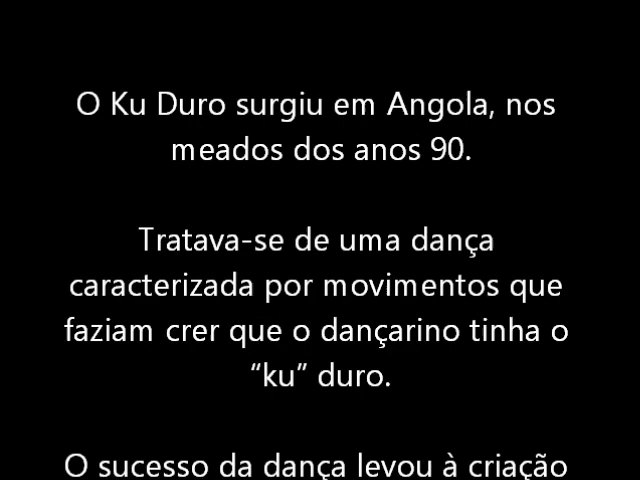 O Ku Duro surgiu em Angola, nos
meados dos anos 90.
Tratava-se de uma dança
caracterizada por movimentos que
faziam crer que o dançarino tinha o
“ku” duro.
O sucesso da dança levou à criação